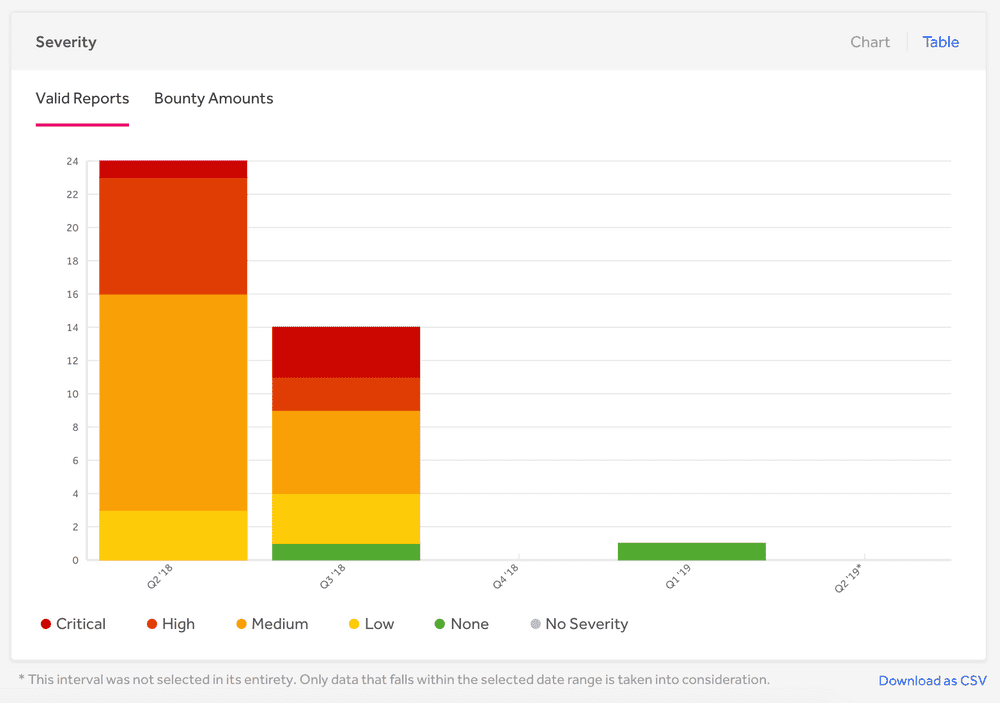 Severity
Chart
Table
Valid Reports
Bounty Amounts
24
22
20
18
16
14
12
10
8
6
4
2
0
Q2 '18
Q3 '18
Q4 '18
Q1 '19
Q2 '19*
Critical
High
Medium
Low
None
No Severity
* This interval was not selected in its entirety. Only data that falls within the selected date range is taken into consideration.
Download as CSV